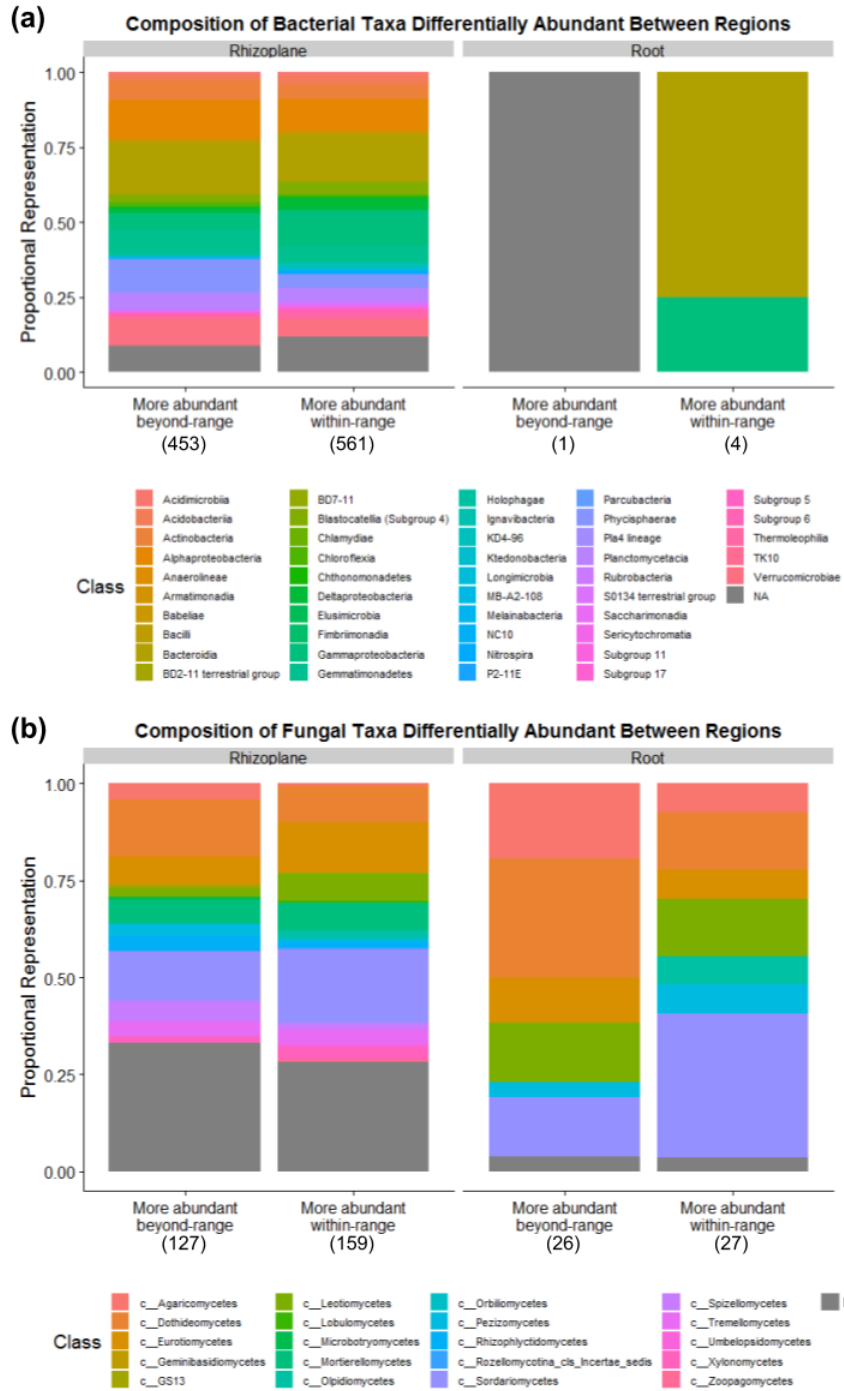 (a)
Composition of Bacterial Taxa Differentially Abundant Between Regions
Rhizoplane Root
Proportional Representation
1.00
0.75
0.50
0.25
0.00
More abundant beyond-range
(453)
More abundant within-range
(561)
More abundant beyond-range
(1)
More abundant within-range
(4)
Class
Acidimicrobiia
Acidobacteriia
Actinobacteria
Alphaproteobacteria
Anaerolineae
Armatimonadia
Babeliae
Bacilli
Bacteroidia
BD2-11 terrestrial group
BD7-11
Blastocatellia (Subgroup 4)
Chlamydiae
Chloroflexia
Chthonomonadetes
Deltaproteobacteria
Elusimicrobia
Fimbriimonadia
Gammaproteobacteria
Gemmatimonadetes
Holophagae
Ignavibacteria
KD4-96
Ktedonobacteria
Longimicrobia
MB-A2-108
Melainabacteria
NC10
Nitrospira
P2-11E
Parcubacteria
Phycisphaerae
Pla4 lineage
Planctomycetacia
Rubrobacteria
S0134 terrestrial group
Saccharimonadia
Sericytochromatia
Subgroup 11
Subgroup 17
Subgroup 5
Subgroup 6
Thermoleophilia
TK10
Verrucomicrobiae
NA
(b)
Composition of Fungal Taxa Differentially Abundant Between Regions
Rhizoplane Root
Proportional Representation
1.00
0.75
0.50
0.25
0.00
More abundant beyond-range
(127)
More abundant within-range
(159)
More abundant beyond-range
(26)
More abundant within-range
(27)
Class
c__Agaricomycetes
c__Dothideomycetes
c__Eurotiomycetes
c__Geminibasidiomycetes
c__GS13
c__Leotiomycetes
c__Lobulomycetes
c__Microbotryomycetes
c__Mortierellomycetes
c__Olpidiomycetes
c__Orbiliomycetes
c__Pezizomycetes
c__Rhizophlyctidomycetes
c__Rozellomycotina_cls_Incertae_sedis
c__Sordariomycetes
c__Spizellomycetes
c__Tremellomycetes
c__Umbelopsidomycetes
c__Xylonomycetes
c__Zoopagomycetes